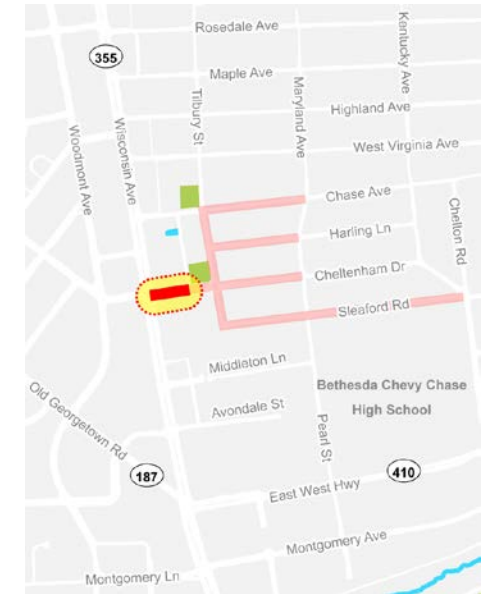 Rosedale Ave
355
Maple Ave
Kentucky Ave
Tilbury St
Maryland Ave
Highland Ave
Woodmont Ave
Wisconsin Ave
West Virginia Ave
Chase Ave
Chelton Rd
Harling Ln
Cheltenham Dr
Sleaford Rd
Middleton Ln
Bethesda Chevy Chase
High School
Old Georgetown Rd
Avondale St
Pearl St
187
410
East West Hwy
Montgomery Ave
Montgomery Ln